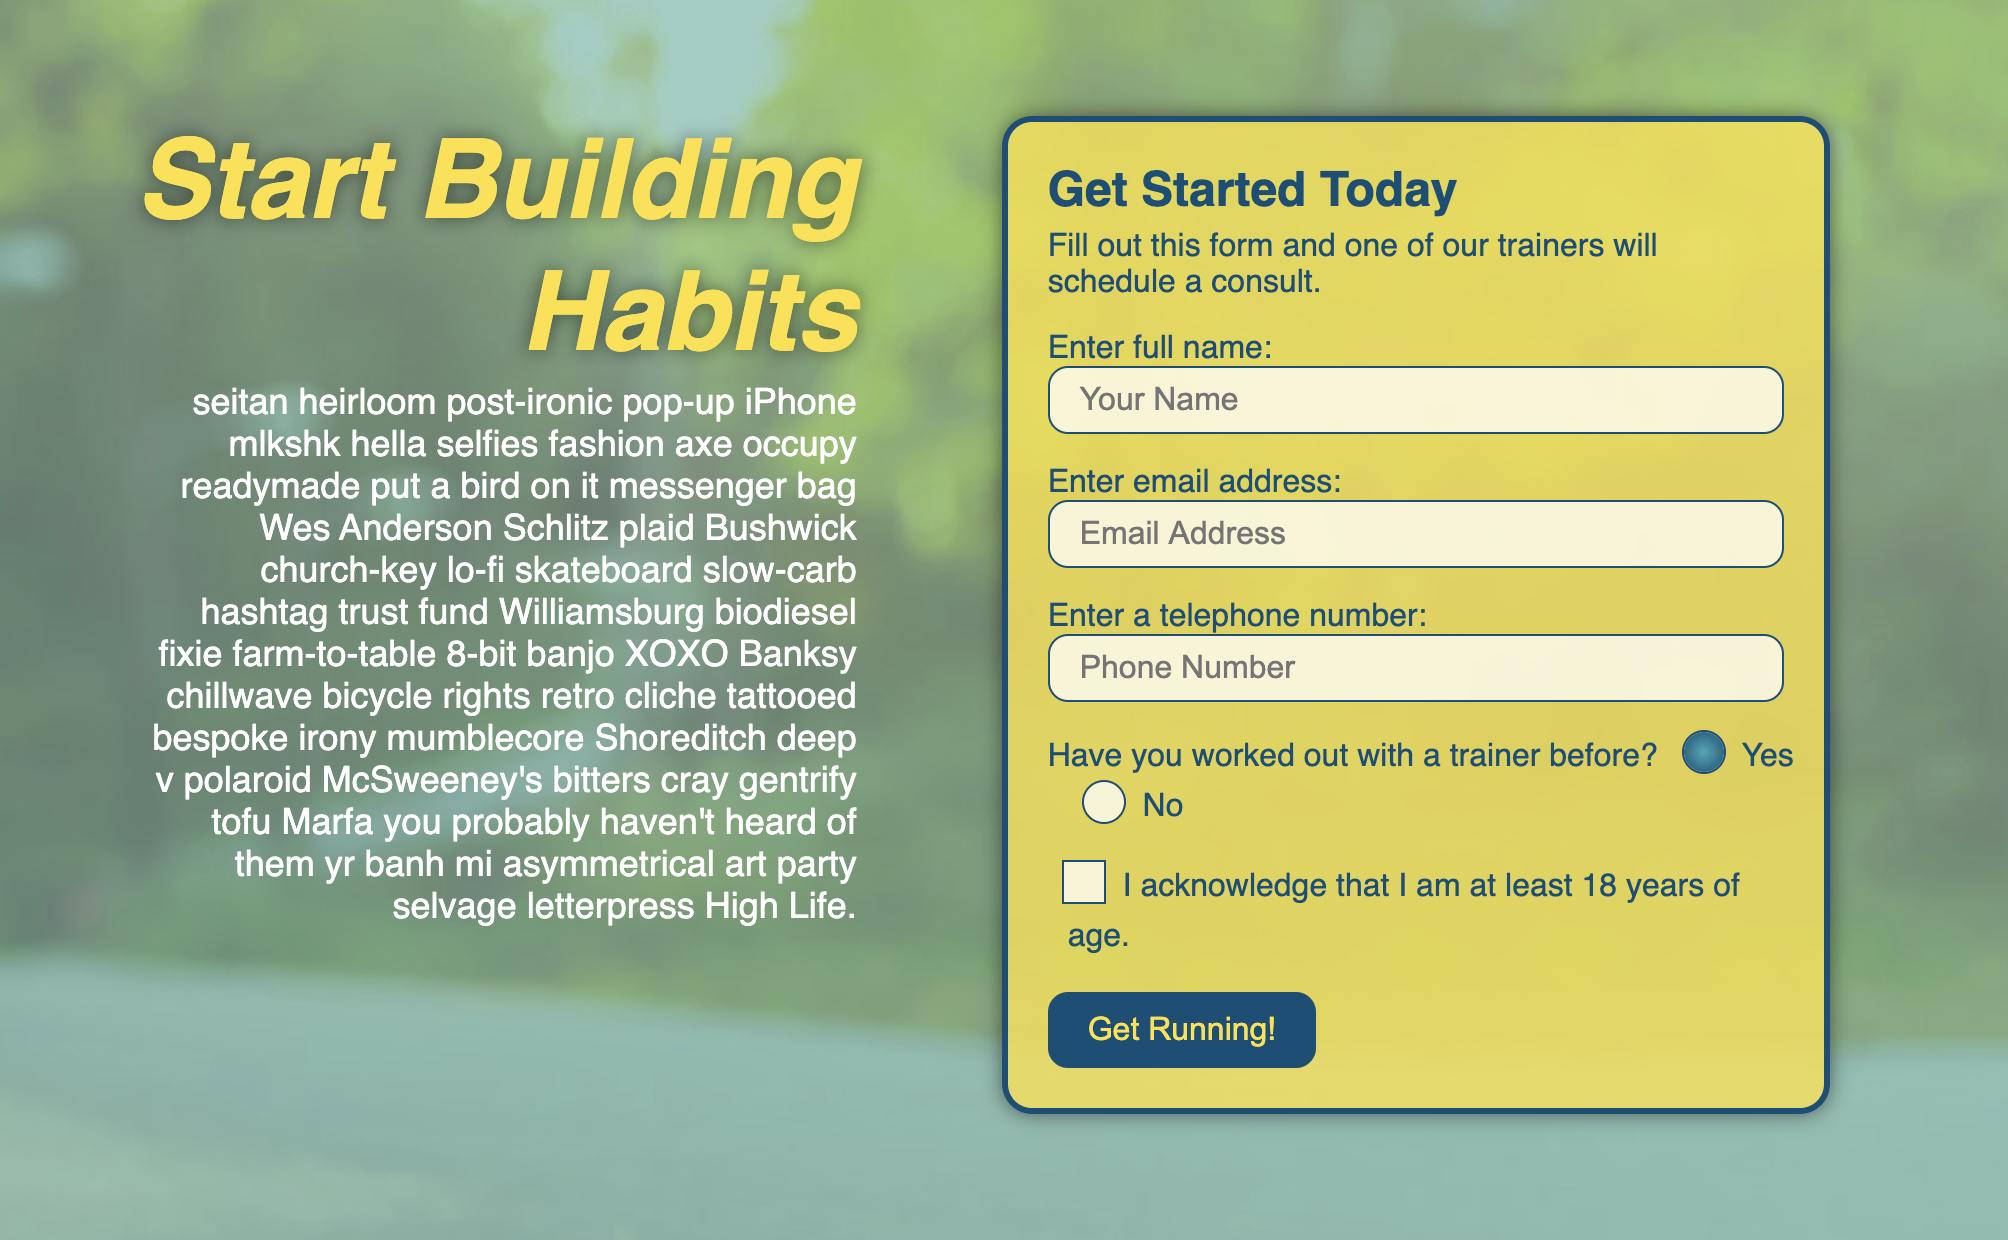 Start Building
Habits
seitan heirloom post-ironic pop-up iPhone
mlkshk hella selfies fashion axe occupy
readymade put a bird on it messenger bag
Wes Anderson Schlitz plaid Bushwick
church-key lo-fi skateboard slow-carb
hashtag trust fund Williamsburg biodiesel
fixie farm-to-table 8-bit banjo XOXO Banksy
chillwave bicycle rights retro cliche tattooed
bespoke irony mumblecore Shoreditch deep
v polaroid McSweeney's bitters cray gentrify
tofu Marfa you probably haven't heard of
them yr banh mi asymmetrical art party
selvage letterpress High Life.
Get Started Today
Fill out this form and one of our trainers will
schedule a consult.
Enter full name:
Your Name
Enter email address:
Email Address
Enter a telephone number:
Phone Number
Have you worked out with a trainer before? Yes
No
I acknowledge that I am at least 18 years of
age.
Get Running!